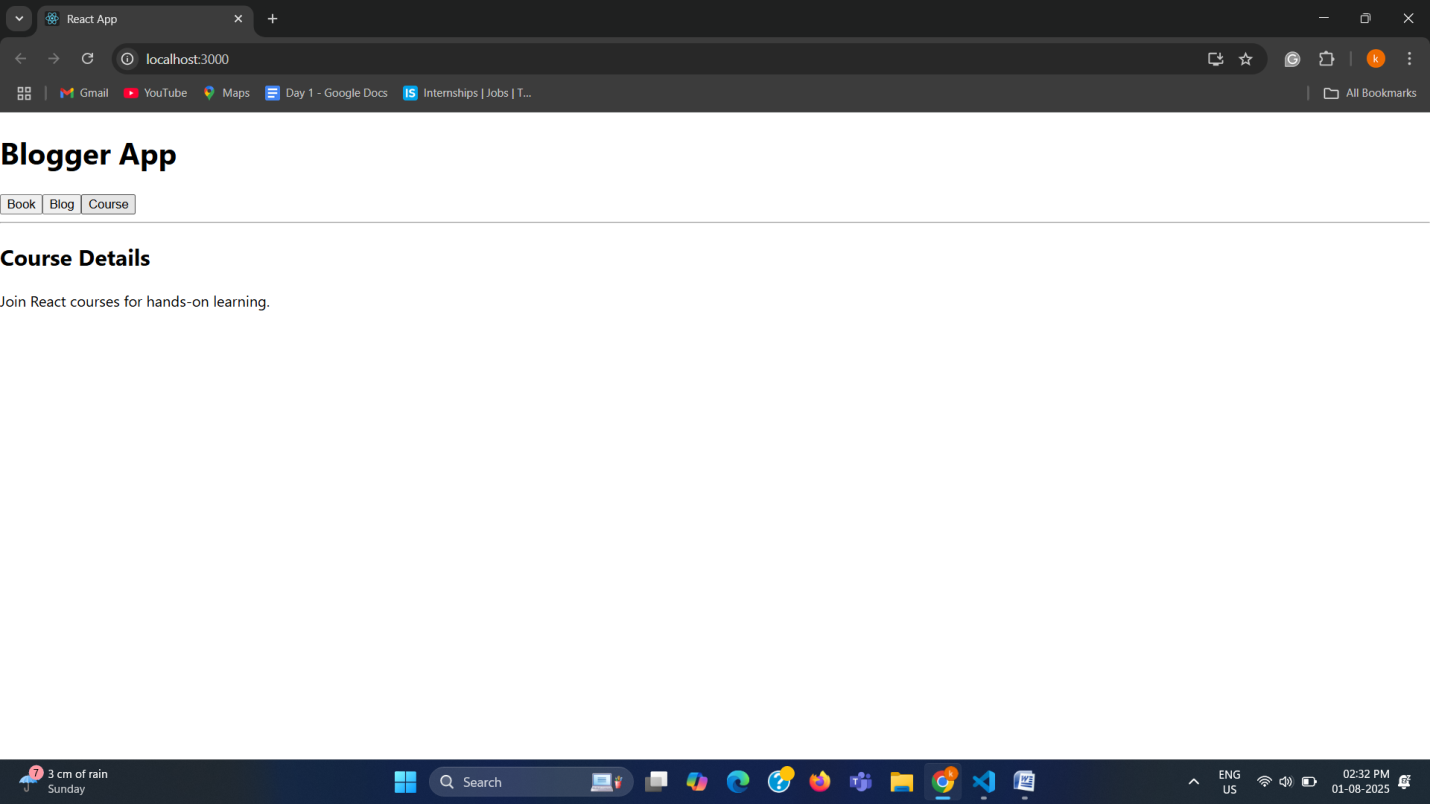 React App
localhost:3000
Gmail YouTube Maps Day 1 - Google Docs IS Internships | Jobs | T... All Bookmarks
k
Blogger App
Book Blog Course
Course Details
Join React courses for hands-on learning.
7 3 cm of rain
Sunday
Search
ENG
US
02:32 PM
01-08-2025